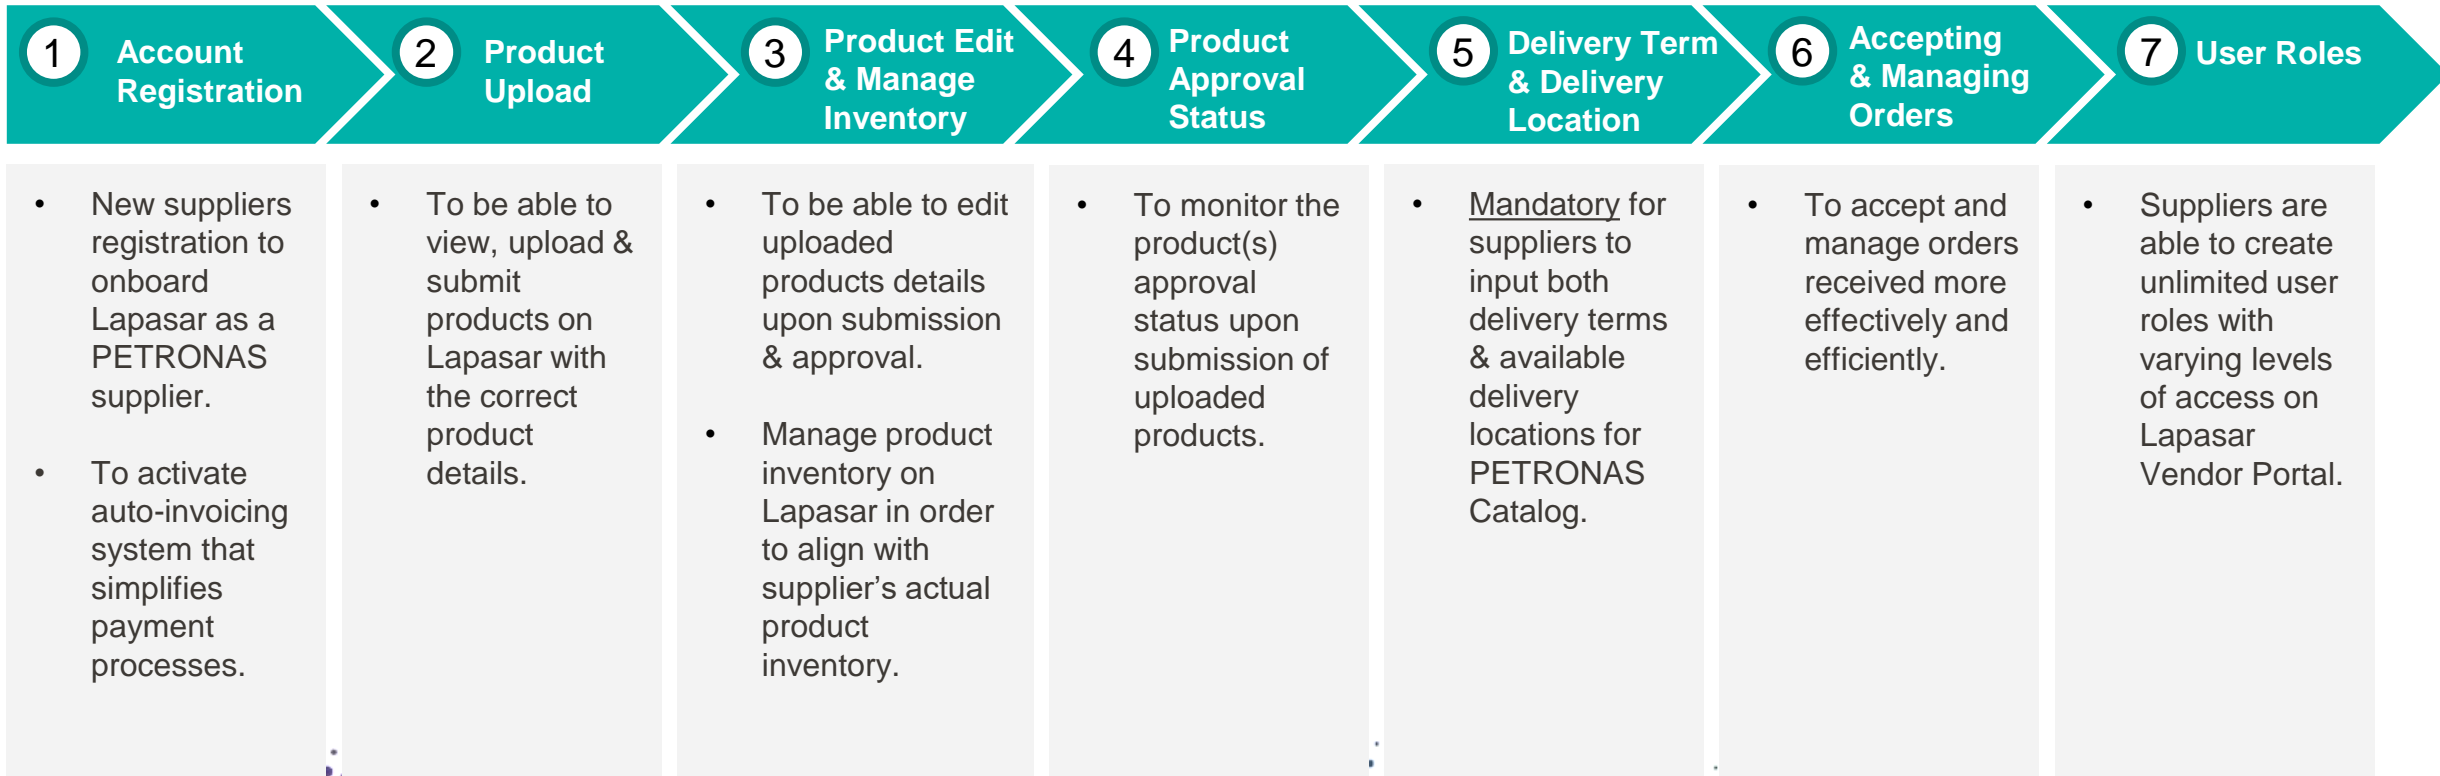 1
Account
Registration
2
Product
Upload
3
Product Edit
& Manage
Inventory
4
Product
Approval
Status
5
Delivery Term
& Delivery
Location
6
Accepting
& Managing
Orders
7
User Roles
• New suppliers
registration to
onboard
Lapasar as a
PETRONAS
supplier.
• To activate
auto-invoicing
system that
simplifies
payment
processes.
• To be able to
view, upload &
submit
products on
Lapasar with
the correct
product
details.
• To be able to edit
uploaded
products details
upon submission
& approval.
• Manage product
inventory on
Lapasar in order
to align with
supplier’s actual
product
inventory.
• To monitor the
product(s)
approval
status upon
submission of
uploaded
products.
• Mandatory for
suppliers to
input both
delivery terms
& available
delivery
locations for
PETRONAS
Catalog.
• To accept and
manage orders
received more
effectively and
efficiently.
• Suppliers are
able to create
unlimited user
roles with
varying levels
of access on
Lapasar
Vendor Portal.